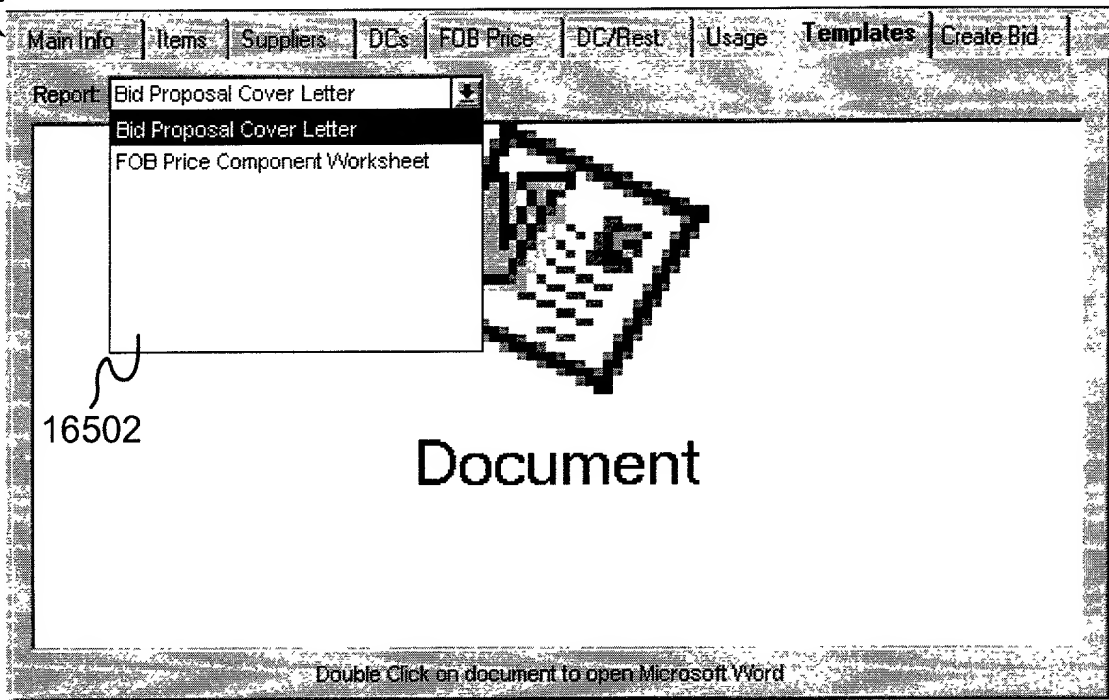 Main Info Items Suppliers DCs FOB Price DC/Rest. Usage Templates Create Bid
Report: Bid Proposal Cover Letter
Bid Proposal Cover Letter
FOB Price Component Worksheet
16502
Document
Double Click on document to open Microsoft Word